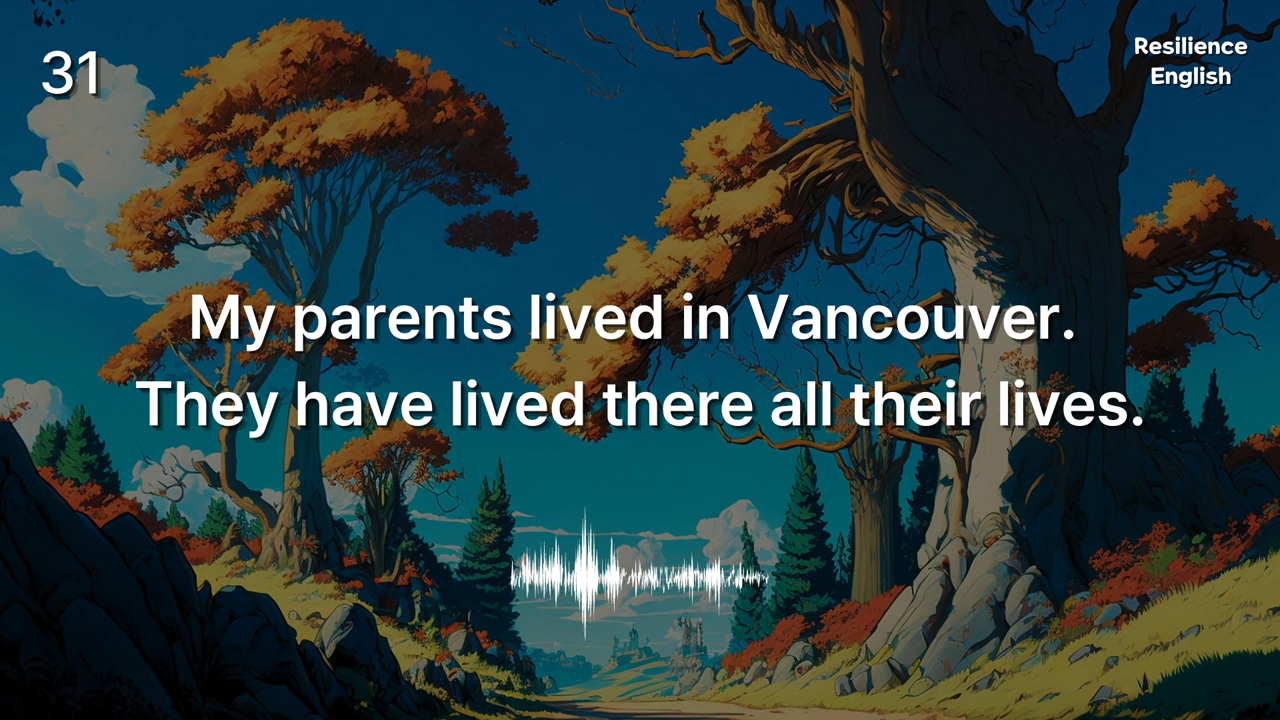 31
Resilience
English
My parents lived in Vancouver.
They have lived there all their lives.